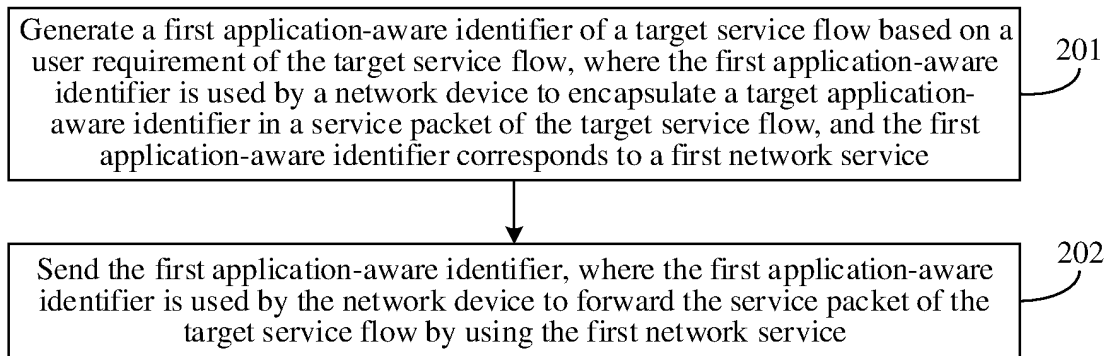 Generate a first application-aware identifier of a target service flow based on a
user requirement of the target service flow, where the first application-aware
identifier is used by a network device to encapsulate a target application-
aware identifier in a service packet of the target service flow, and the first
application-aware identifier corresponds to a first network service
201
Send the first application-aware identifier, where the first application-aware
identifier is used by the network device to forward the service packet of the
target service flow by using the first network service
202